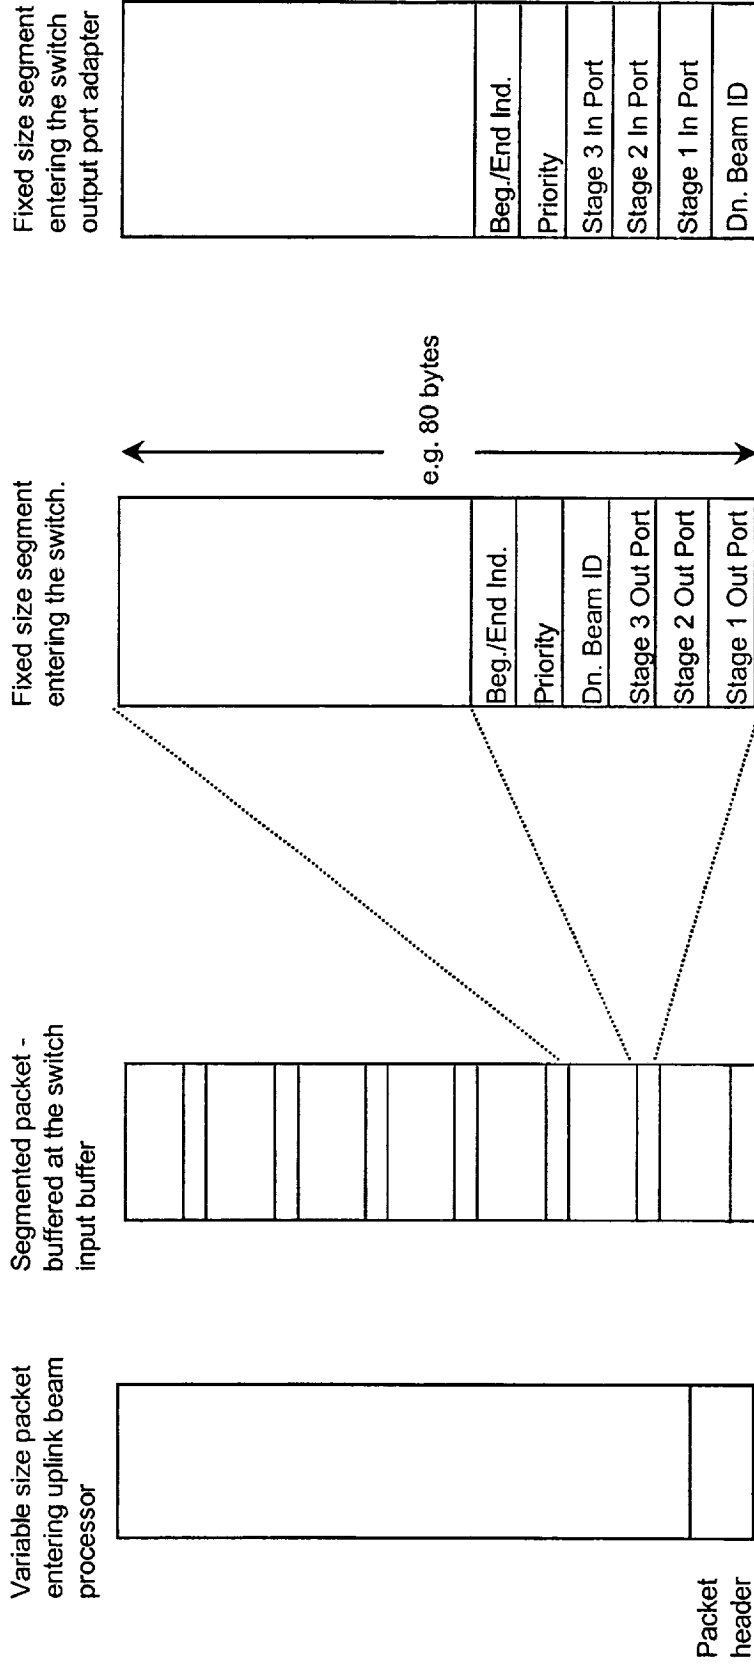 Variable size packet
entering uplink beam
processor
Packet
header
Segmented packet -
buffered at the switch
input buffer
Fixed size segment
entering the switch.
Beg./End Ind.
Priority
Dn. Beam ID
Stage 3 Out Port
Stage 2 Out Port
Stage 1 Out Port
e.g. 80 bytes
Fixed size segment
entering the switch
output port adapter
Beg./End Ind.
Priority
Stage 3 In Port
Stage 2 In Port
Stage 1 In Port
Dn. Beam ID